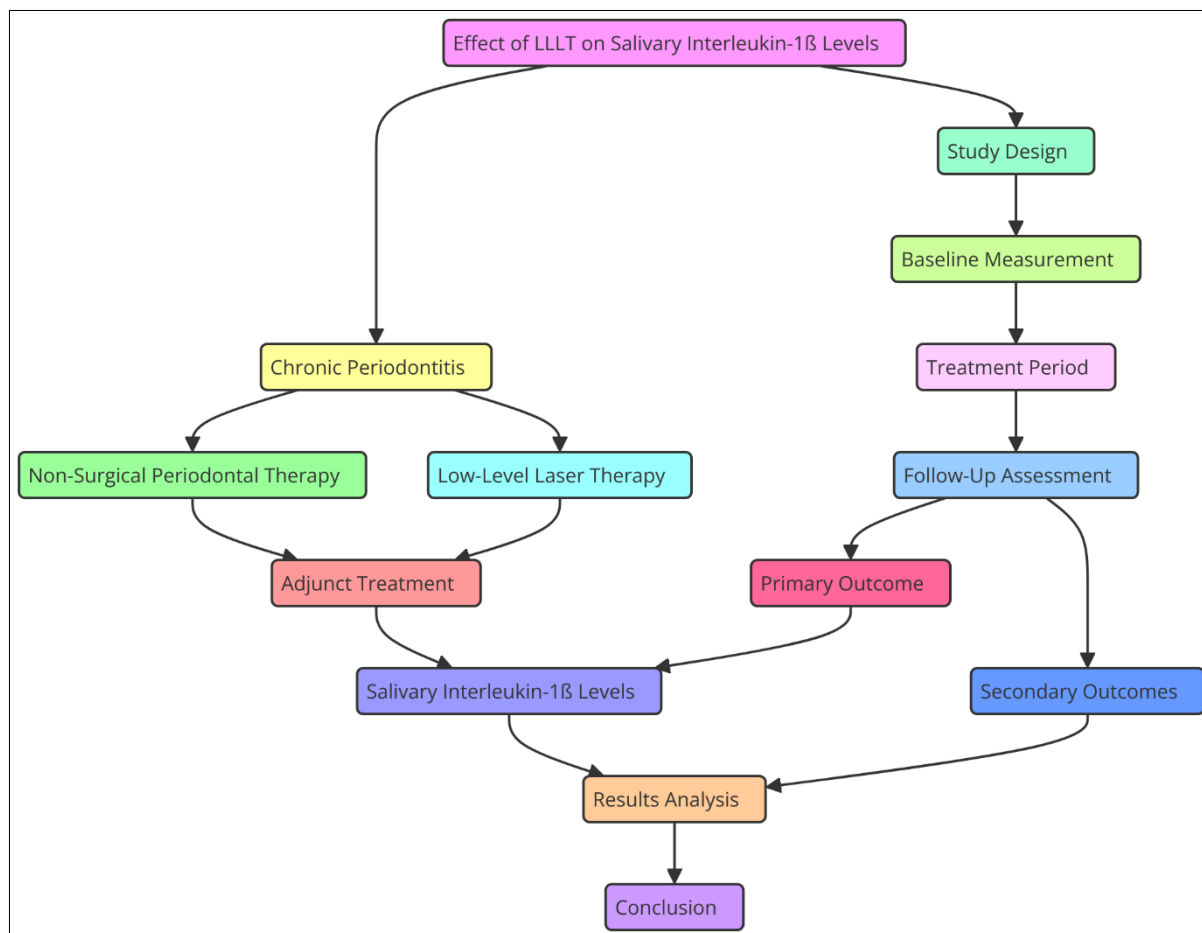 Effect of LLLT on Salivary Interleukin-1ß Levels
Study Design
Baseline Measurement
Chronic Periodontitis
Treatment Period
Non-Surgical Periodontal Therapy
Low-Level Laser Therapy
Follow-Up Assessment
Adjunct Treatment
Primary Outcome
Salivary Interleukin-1ß Levels
Secondary Outcomes
Results Analysis
Conclusion